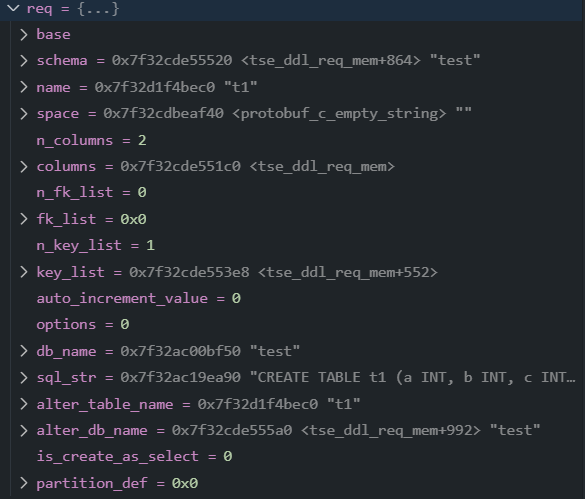 req = {...}
base
schema = 0x7f32cde55520 <tse_ddl_req_mem+864> "test"
name = 0x7f32d1f4bec0 "t1"
space = 0x7f32cdbeaf40 <protobuf_c_empty_string> ""
n_columns = 2
columns = 0x7f32cde551c0 <tse_ddl_req_mem>
n_fk_list = 0
fk_list = 0x0
n_key_list = 1
key_list = 0x7f32cde553e8 <tse_ddl_req_mem+552>
auto_increment_value = 0
options = 0
db_name = 0x7f32ac00bf50 "test"
sql_str = 0x7f32ac19ea90 "CREATE TABLE t1 (a INT, b INT, c INT…
alter_table_name = 0x7f32d1f4bec0 "t1"
alter_db_name = 0x7f32cde555a0 <tse_ddl_req_mem+992> "test"
is_create_as_select = 0
partition_def = 0x0